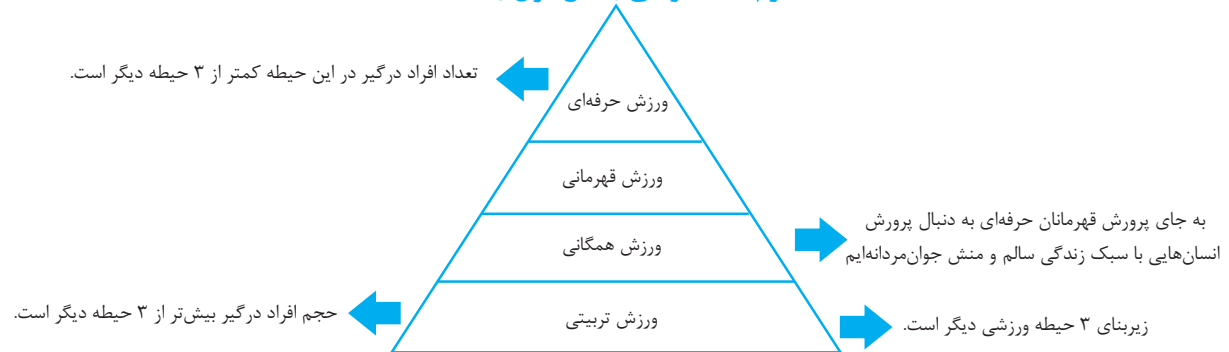 تعداد افراد درگیر در این حیطه کمتر از ۳ حیطه دیگر است.
ورزش حرفه‌ای
ورزش قهرمانی
به جای پرورش قهرمانان حرفه‌ای به دنبال پرورش
انسان‌هایی با سبک زندگی سالم و منش جوان‌مردانه‌ایم
ورزش همگانی
حجم افراد درگیر بیش‌تر از ۳ حیطه دیگر است.
ورزش تربیتی
زیربنای ۳ حیطه ورزشی دیگر است.